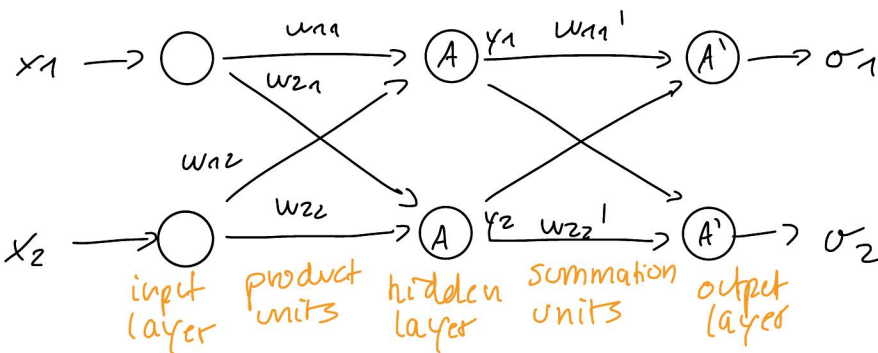 w11 y1 w11'
x1 A A' o1
w21
w12
w22 y2 w22'
x2 A A' o2
input product hidden summation output
layer units layer units layer